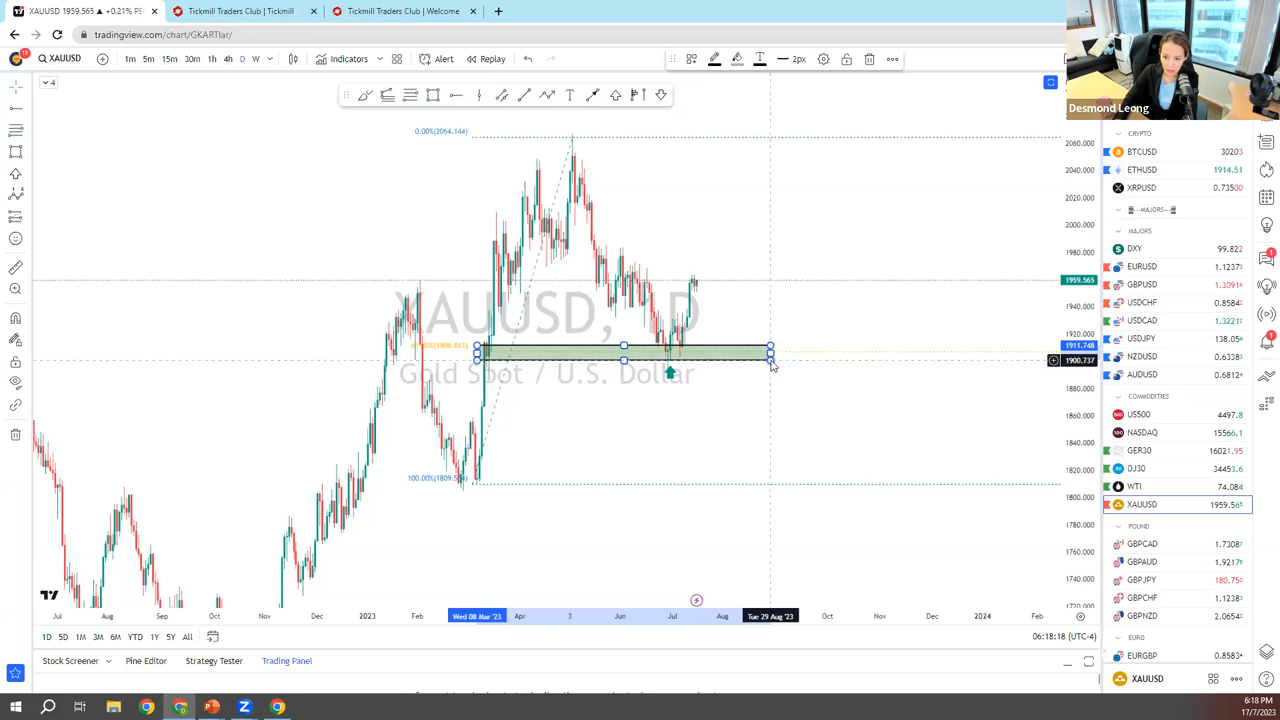 XAUUSD 1959.565 ▲ +0.21% PE
Tickmill Traders Club | Tickmill
Tickmill Traders Club | Welcome
tradingview.com/chart/GKARTIar/
11
XAUUSD
1m 5m 15m 30m 1h 4h D W
Indicators
Alert
Replay
2px
4
Desmond Leong
0.00%(2064.144)
XAUUSD, D
Gold Spot / U.S. Dollar
2060.000
2040.000
2020.000
2000.000
1980.000
1959.565
1940.000
1920.000
1911.748
1900.737
1880.000
1860.000
1840.000
1820.000
1800.000
1780.000
1760.000
1740.000
1720.000
Jul Aug Sep Oct Nov Dec 2023 Feb Wed 08 Mar '23 Apr 3 Jun Jul Aug Tue 29 Aug '23 Oct Nov Dec 2024 Feb
1D 5D 1M 3M 6M YTD 1Y 5Y All
06:18:18 (UTC-4)
Stock Screener Pine Editor Strategy Tester Trading Panel
CRYPTO
BTCUSD 30203
ETHUSD 1914.51
XRPUSD 0.73500
MAJORS
MAJORS
DXY 99.822
EURUSD 1.1237
GBPUSD 1.3091
USDCHF 0.8584
USDCAD 1.3221
USDJPY 138.05
NZDUSD 0.6338
AUDUSD 0.6812
COMMODITIES
US500 4497.8
NASDAQ 15566.1
GER30 16021.95
DJ30 34453.6
WTI 74.084
XAUUSD 1959.56
POUND
GBPCAD 1.7308
GBPAUD 1.9217
GBPJPY 180.75
GBPCHF 1.1238
GBPNZD 2.0654
EURO
EURGBP 0.8583
XAUUSD
6:18 PM
17/7/2023